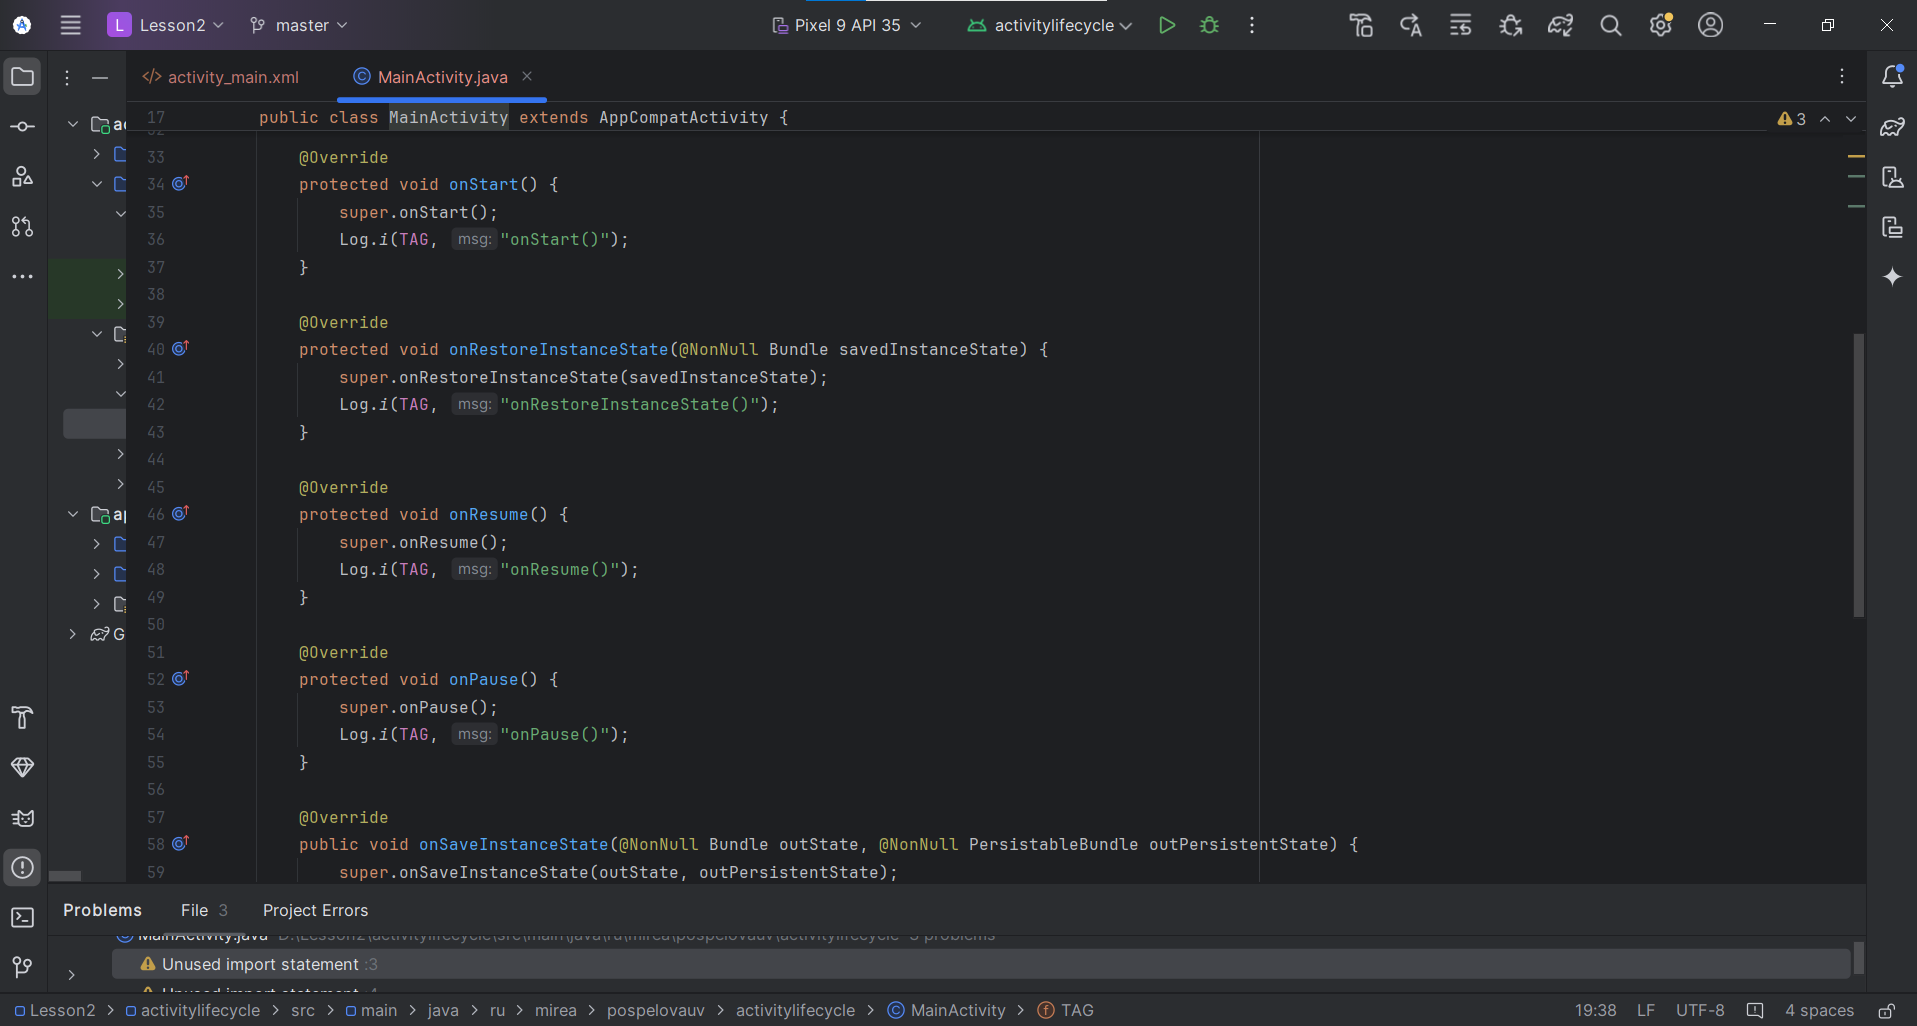 L Lesson2 master Pixel 9 API 35 activitylifecycle
activity_main.xml MainActivity.java
17 public class MainActivity extends AppCompatActivity { 3
33 @Override
34 protected void onStart() {
35 super.onStart();
36 Log.i(TAG, msg: "onStart()");
37 }
38
39 @Override
40 protected void onRestoreInstanceState(@NonNull Bundle savedInstanceState) {
41 super.onRestoreInstanceState(savedInstanceState);
42 Log.i(TAG, msg: "onRestoreInstanceState()");
43 }
44
45 @Override
46 protected void onResume() {
47 super.onResume();
48 Log.i(TAG, msg: "onResume()");
49 }
50
51 @Override
52 protected void onPause() {
53 super.onPause();
54 Log.i(TAG, msg: "onPause()");
55 }
56
57 @Override
58 public void onSaveInstanceState(@NonNull Bundle outState, @NonNull PersistableBundle outPersistentState) {
59 super.onSaveInstanceState(outState, outPersistentState);
Problems File 3 Project Errors
MainActivity.java D:\Lesson2\activitylifecycle\src\main\java\ru\mirea\pospelovauv\activitylifecycle 3 problems
Unused import statement :3
Unused import statement :4
Lesson2 > activitylifecycle > src > main > java > ru > mirea > pospelovauv > activitylifecycle > MainActivity > TAG 19:38 LF UTF-8 4 spaces